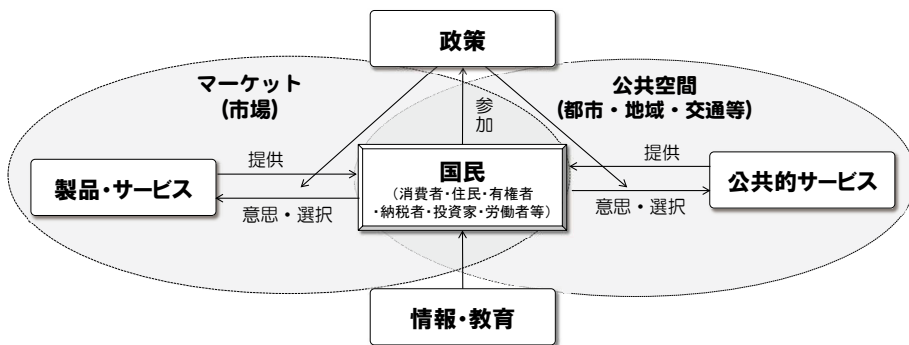 政策
マーケット
(市場)
公共空間
(都市・地域・交通等)
参加
提供
提供
製品・サービス
国民
(消費者・住民・有権者
・納税者・投資家・労働者等)
公共的サービス
意思・選択
意思・選択
情報・教育